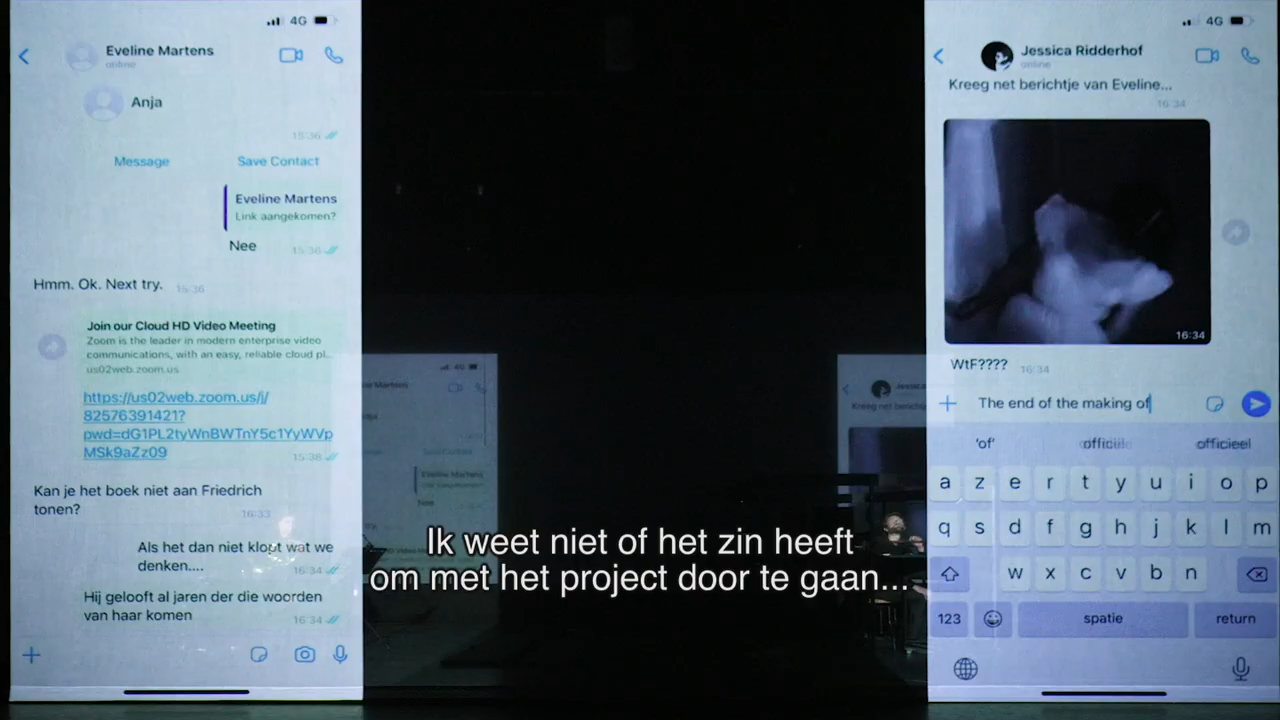 4G
Eveline Martens
online
Anja
15:36
Message
Save Contact
Eveline Martens
Link aangekomen?
Nee
15:36
Hmm. Ok. Next try.
15:36
Join our Cloud HD Video Meeting
Zoom is the leader in modern enterprise video
communications, with an easy, reliable cloud pl...
us02web.zoom.us
https://us02web.zoom.us/j/
82576391421?
pwd=dG1PL2tyWnBWTnY5c1YyWVp
MSk9aZz09
15:38
Kan je het boek niet aan Friedrich
tonen?
16:33
Als het dan niet klopt wat we
denken....
16:34
Hij gelooft al jaren der die woorden
van haar komen
16:34
Ik weet niet of het zin heeft
om met het project door te gaan...
4G
Jessica Ridderhof
online
Kreeg net berichtje van Eveline...
16:34
16:34
WtF????
16:34
The end of the making of
'of'
officiële
officieel
a z e r t y u i o p
q s d f g h j k l m
w x c v b n
123
spatie
return